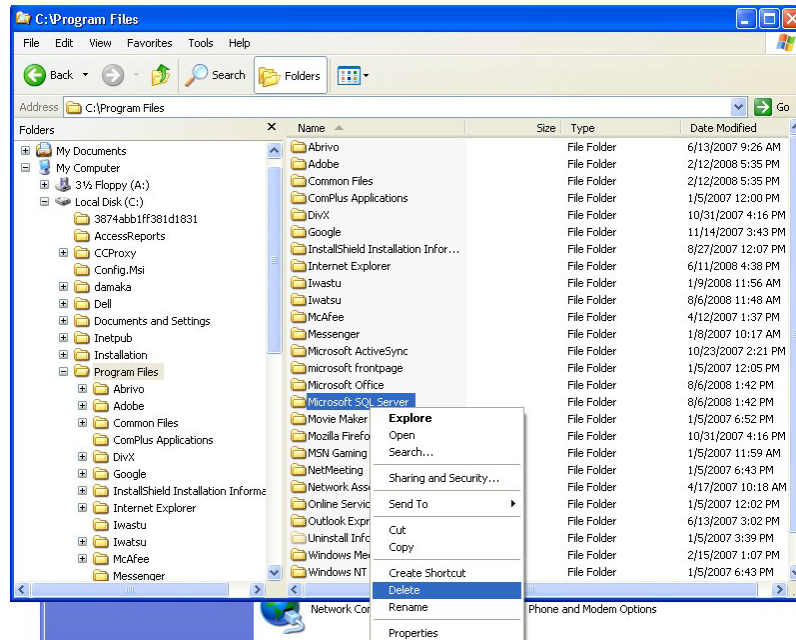 C:\Program Files
File Edit View Favorites Tools Help
Back Search Folders
Address C:\Program Files Go
Folders X Name Size Type Date Modified
My Documents
My Computer
3½ Floppy (A:)
Local Disk (C:)
3874abb1ff381d1831
AccessReports
CCProxy
Config.Msi
damaka
Dell
Documents and Settings
Inetpub
Installation
Program Files
Abrivo
Adobe
Common Files
ComPlus Applications
DivX
Google
InstallShield Installation Informa
Internet Explorer
Iwastu
Iwatsu
McAfee
Messenger
Abrivo File Folder 6/13/2007 9:26 AM
Adobe File Folder 2/12/2008 5:35 PM
Common Files File Folder 2/12/2008 5:35 PM
ComPlus Applications File Folder 1/5/2007 12:00 PM
DivX File Folder 10/31/2007 4:16 PM
Google File Folder 11/14/2007 3:43 PM
InstallShield Installation Infor... File Folder 8/27/2007 12:07 PM
Internet Explorer File Folder 6/11/2008 4:38 PM
Iwastu File Folder 1/9/2008 11:56 AM
Iwatsu File Folder 8/6/2008 11:48 AM
McAfee File Folder 4/12/2007 1:37 PM
Messenger File Folder 1/8/2007 10:17 AM
Microsoft ActiveSync File Folder 10/23/2007 2:21 PM
microsoft frontpage File Folder 1/5/2007 12:05 PM
Microsoft Office File Folder 8/6/2008 1:42 PM
Microsoft SQL Server File Folder 8/6/2008 1:42 PM
Movie Maker File Folder 1/5/2007 6:52 PM
Mozilla Firefo File Folder 10/31/2007 4:16 PM
MSN Gaming File Folder 1/5/2007 11:59 AM
NetMeeting File Folder 1/5/2007 6:43 PM
Network Ass File Folder 4/17/2007 10:18 AM
Online Servic File Folder 1/5/2007 12:02 PM
Outlook Expr File Folder 6/13/2007 3:02 PM
Uninstall Info File Folder 1/5/2007 3:39 PM
Windows Me File Folder 2/15/2007 1:07 PM
Windows NT File Folder 1/5/2007 6:43 PM
Explore
Open
Search...
Sharing and Security...
Send To
Cut
Copy
Create Shortcut
Delete
Rename
Properties
Network Con Phone and Modem Options